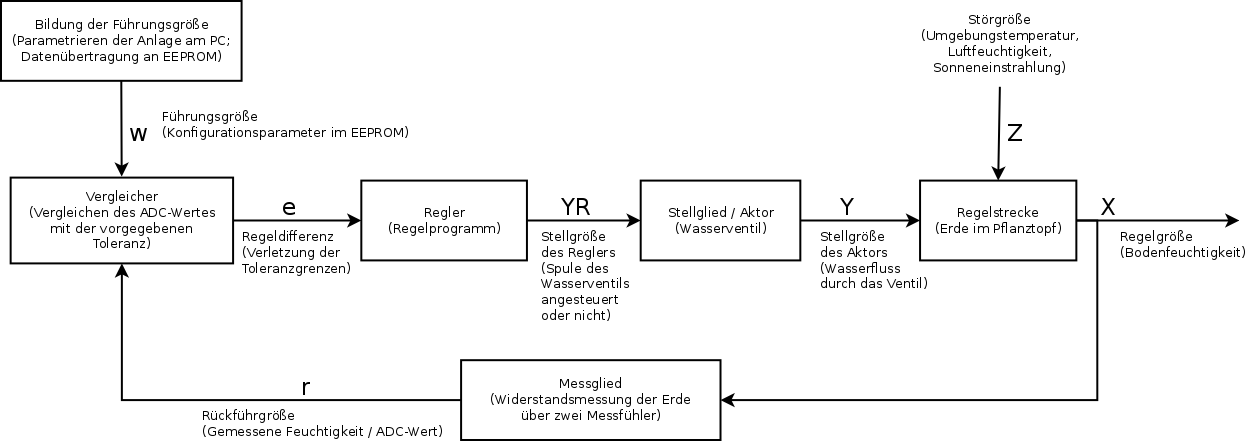 Bildung der Führungsgröße
(Parametrieren der Anlage am PC;
Datenübertragung an EEPROM)
Störgröße
(Umgebungstemperatur,
Luftfeuchtigkeit,
Sonneneinstrahlung)
w
Führungsgröße
(Konfigurationsparameter im EEPROM)
Z
Vergleicher
(Vergleichen des ADC-Wertes
mit der vorgegebenen
Toleranz)
e
Regeldifferenz
(Verletzung der
Toleranzgrenzen)
Regler
(Regelprogramm)
YR
Stellgröße
des Reglers
(Spule des
Wasserventils
angesteuert
oder nicht)
Stellglied / Aktor
(Wasserventil)
Y
Stellgröße
des Aktors
(Wasserfluss
durch das Ventil)
Regelstrecke
(Erde im Pflanztopf)
X
Regelgröße
(Bodenfeuchtigkeit)
Messglied
(Widerstandsmessung der Erde
über zwei Messfühler)
r
Rückführgröße
(Gemessene Feuchtigkeit / ADC-Wert)